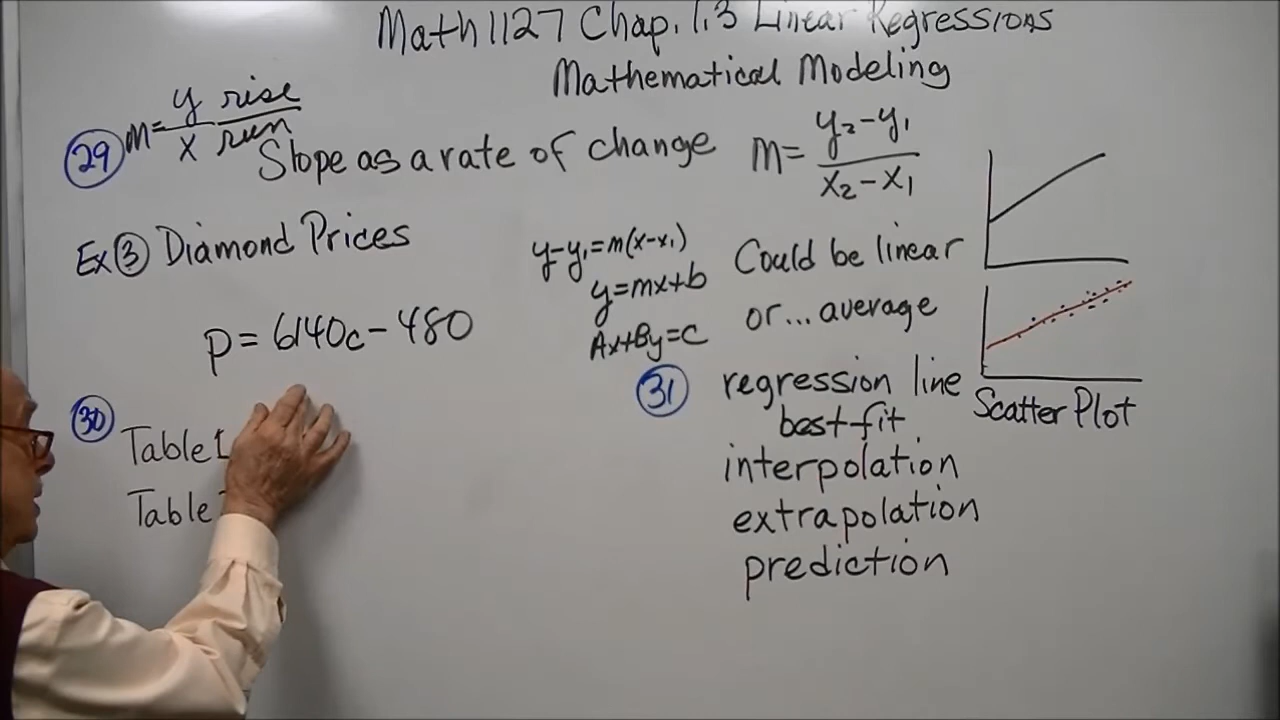 Math 1127 Chap. 1.3 Linear Regressions
Mathematical Modeling
29 m = y/x rise/run
Slope as a rate of change
m = y₂-y₁/x₂-x₁
Ex 3 Diamond Prices
p = 6140c - 480
y-y₁=m(x-x₁)
y=mx+b
Ax+By=C
Could be linear
or... average
30
Table 1
Table
31 regression line
best-fit
interpolation
extrapolation
prediction
Scatter Plot